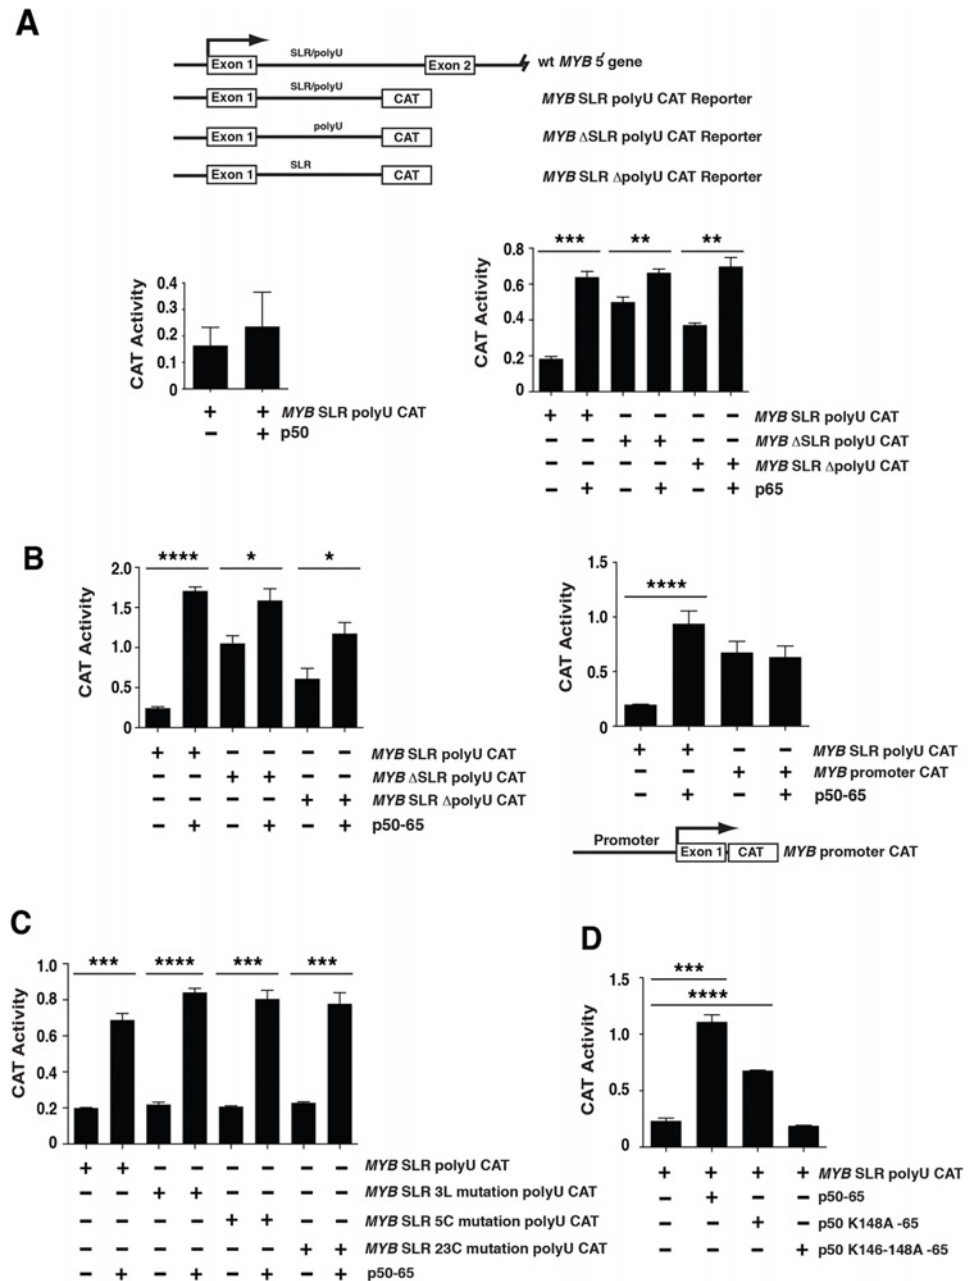 A
SLR/polyU
Exon 1
Exon 2
wt MYB 5' gene
SLR/polyU
Exon 1
CAT
MYB SLR polyU CAT Reporter
polyU
Exon 1
CAT
MYB ΔSLR polyU CAT Reporter
SLR
Exon 1
CAT
MYB SLR ΔpolyU CAT Reporter
CAT Activity
0.4
0.3
0.2
0.1
0
+ + MYB SLR polyU CAT
– + p50
CAT Activity
0.8
0.6
0.4
0.2
0
*** ** **
+ + – – – – MYB SLR polyU CAT
– – + + – – MYB ΔSLR polyU CAT
– – – – + + MYB SLR ΔpolyU CAT
– + – + – + p65
B
CAT Activity
2.0
1.5
1.0
0.5
0
**** * *
+ + – – – – MYB SLR polyU CAT
– – + + – – MYB ΔSLR polyU CAT
– – – – + + MYB SLR ΔpolyU CAT
– + – + – + p50-65
CAT Activity
1.5
1.0
0.5
0
****
+ + – – MYB SLR polyU CAT
– – + + MYB promoter CAT
– + – + p50-65
Promoter
Exon 1
CAT
MYB promoter CAT
C
CAT Activity
1.0
0.8
0.6
0.4
0.2
0
*** **** *** ***
+ + – – – – – – MYB SLR polyU CAT
– – + + – – – – MYB SLR 3L mutation polyU CAT
– – – – + + – – MYB SLR 5C mutation polyU CAT
– – – – – – + + MYB SLR 23C mutation polyU CAT
– + – + – + – + p50-65
D
CAT Activity
1.5
1.0
0.5
0
***
****
+ + + + MYB SLR polyU CAT
– + – – p50-65
– – + – p50 K148A -65
– – – + p50 K146-148A -65